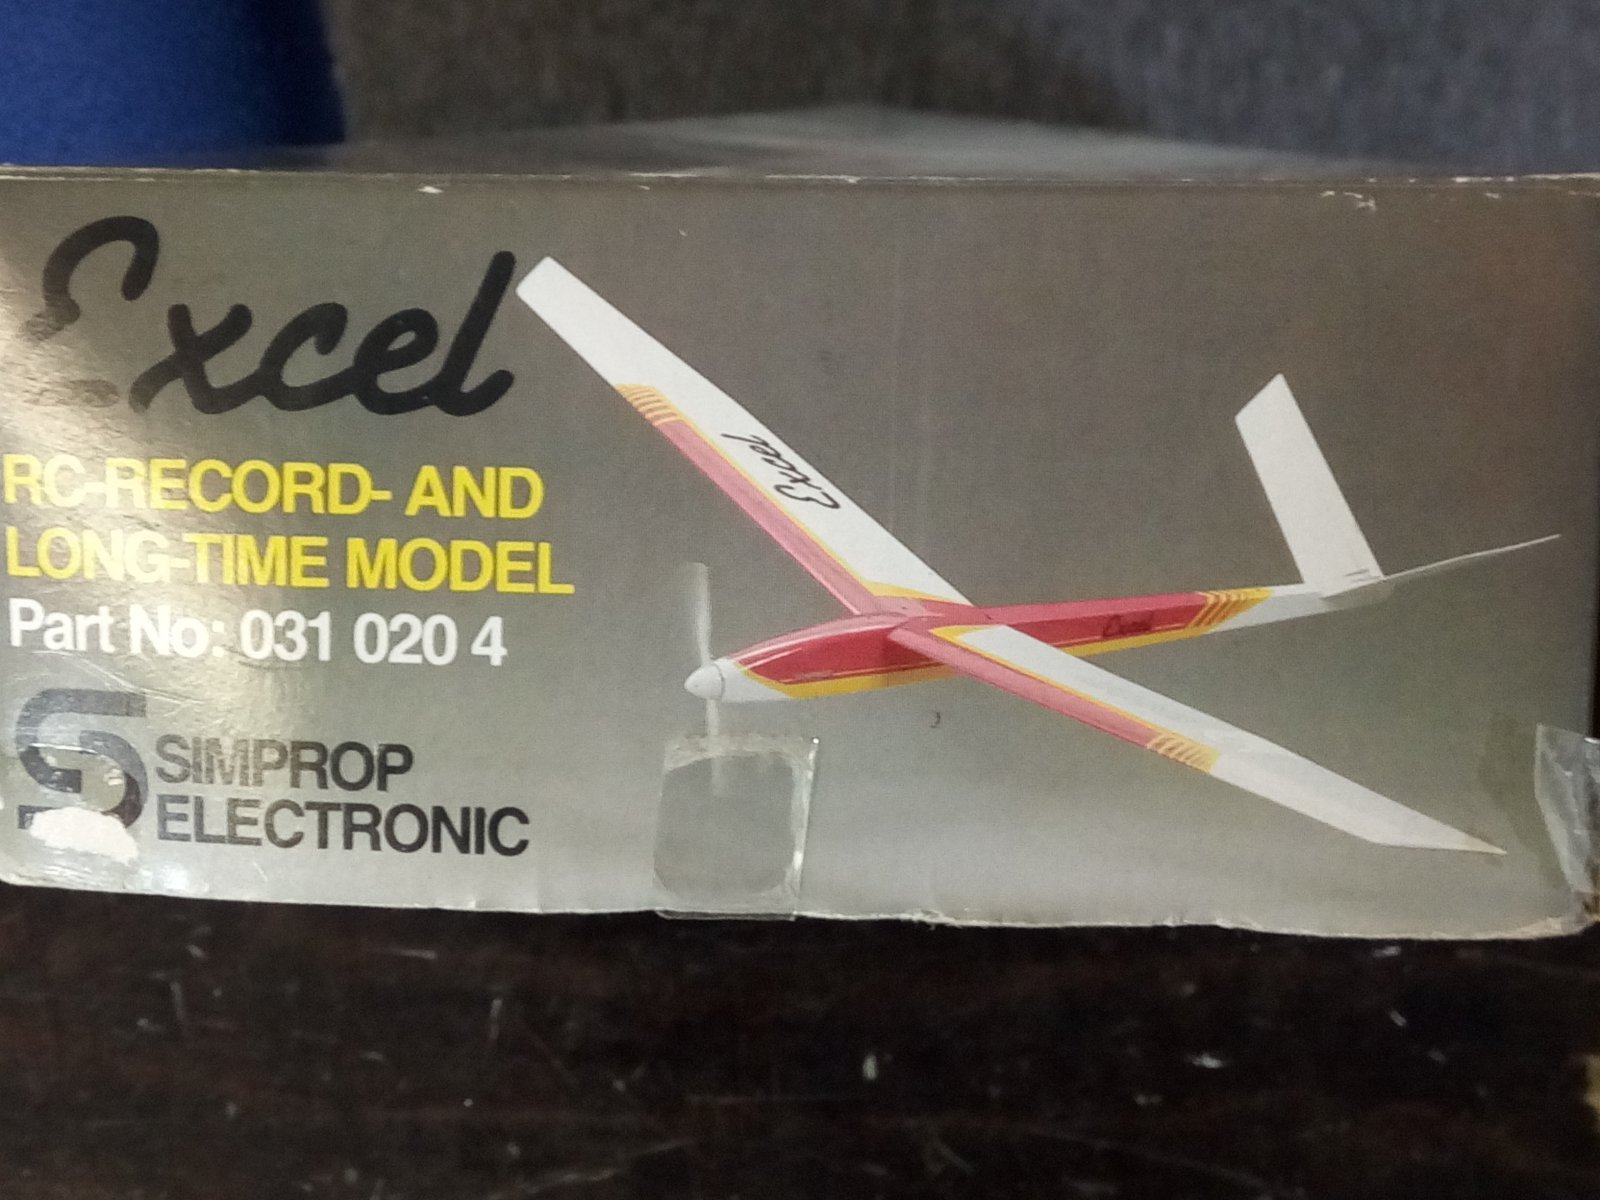 Excel
RC-RECORD- AND
LONG-TIME MODEL
Part No: 031 020 4
SIMPROP
ELECTRONIC
Excel
Excel